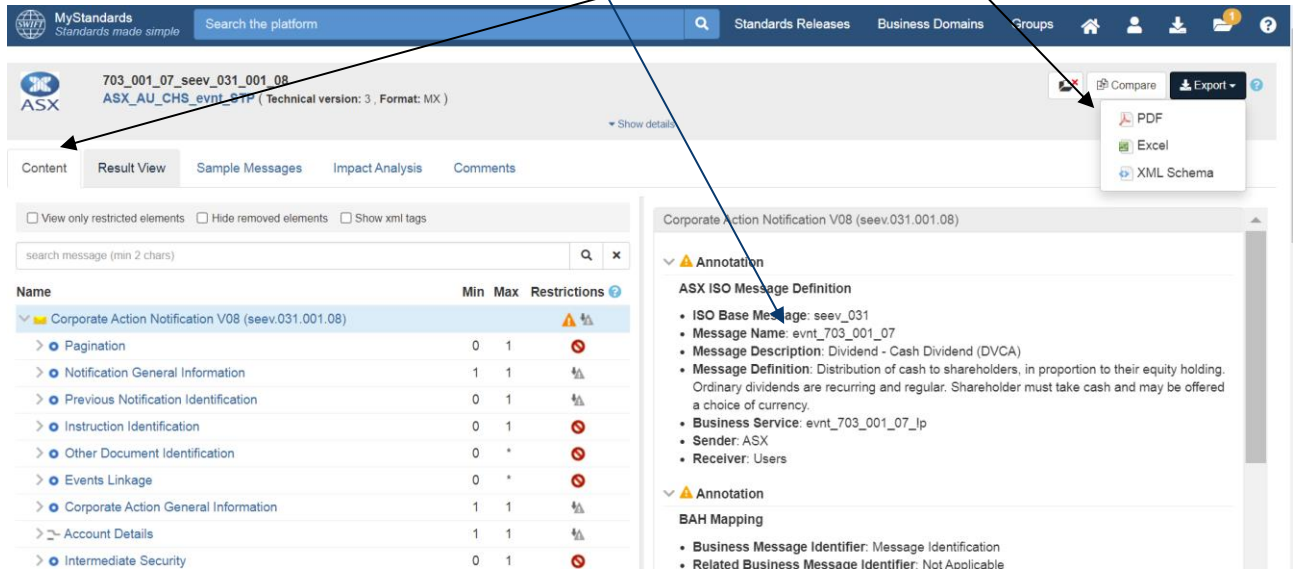 MyStandards
Standards made simple
Search the platform
Standards Releases
Business Domains
Groups
1
SWIFT
703_001_07_seev_031_001_08
ASX_AU_CHS_evnt_STP ( Technical version: 3 , Format: MX )
ASX
Compare
Export
Show details
PDF
Excel
XML Schema
Content
Result View
Sample Messages
Impact Analysis
Comments
View only restricted elements
Hide removed elements
Show xml tags
search message (min 2 chars)
Name Min Max Restrictions
Corporate Action Notification V08 (seev.031.001.08)
Pagination 0 1
Notification General Information 1 1
Previous Notification Identification 0 1
Instruction Identification 0 1
Other Document Identification 0 *
Events Linkage 0 *
Corporate Action General Information 1 1
Account Details 1 1
Intermediate Security 0 1
Corporate Action Notification V08 (seev.031.001.08)
Annotation
ASX ISO Message Definition
• ISO Base Message: seev_031
• Message Name: evnt_703_001_07
• Message Description: Dividend - Cash Dividend (DVCA)
• Message Definition: Distribution of cash to shareholders, in proportion to their equity holding.
Ordinary dividends are recurring and regular. Shareholder must take cash and may be offered
a choice of currency.
• Business Service: evnt_703_001_07_!p
• Sender: ASX
• Receiver: Users
Annotation
BAH Mapping
• Business Message Identifier: Message Identification
• Related Business Message Identifier: Not Applicable